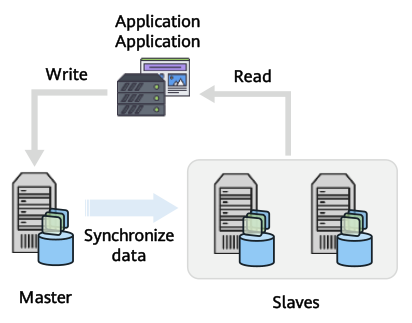 Application
Application
Write
Read
Synchronize
data
Master
Slaves